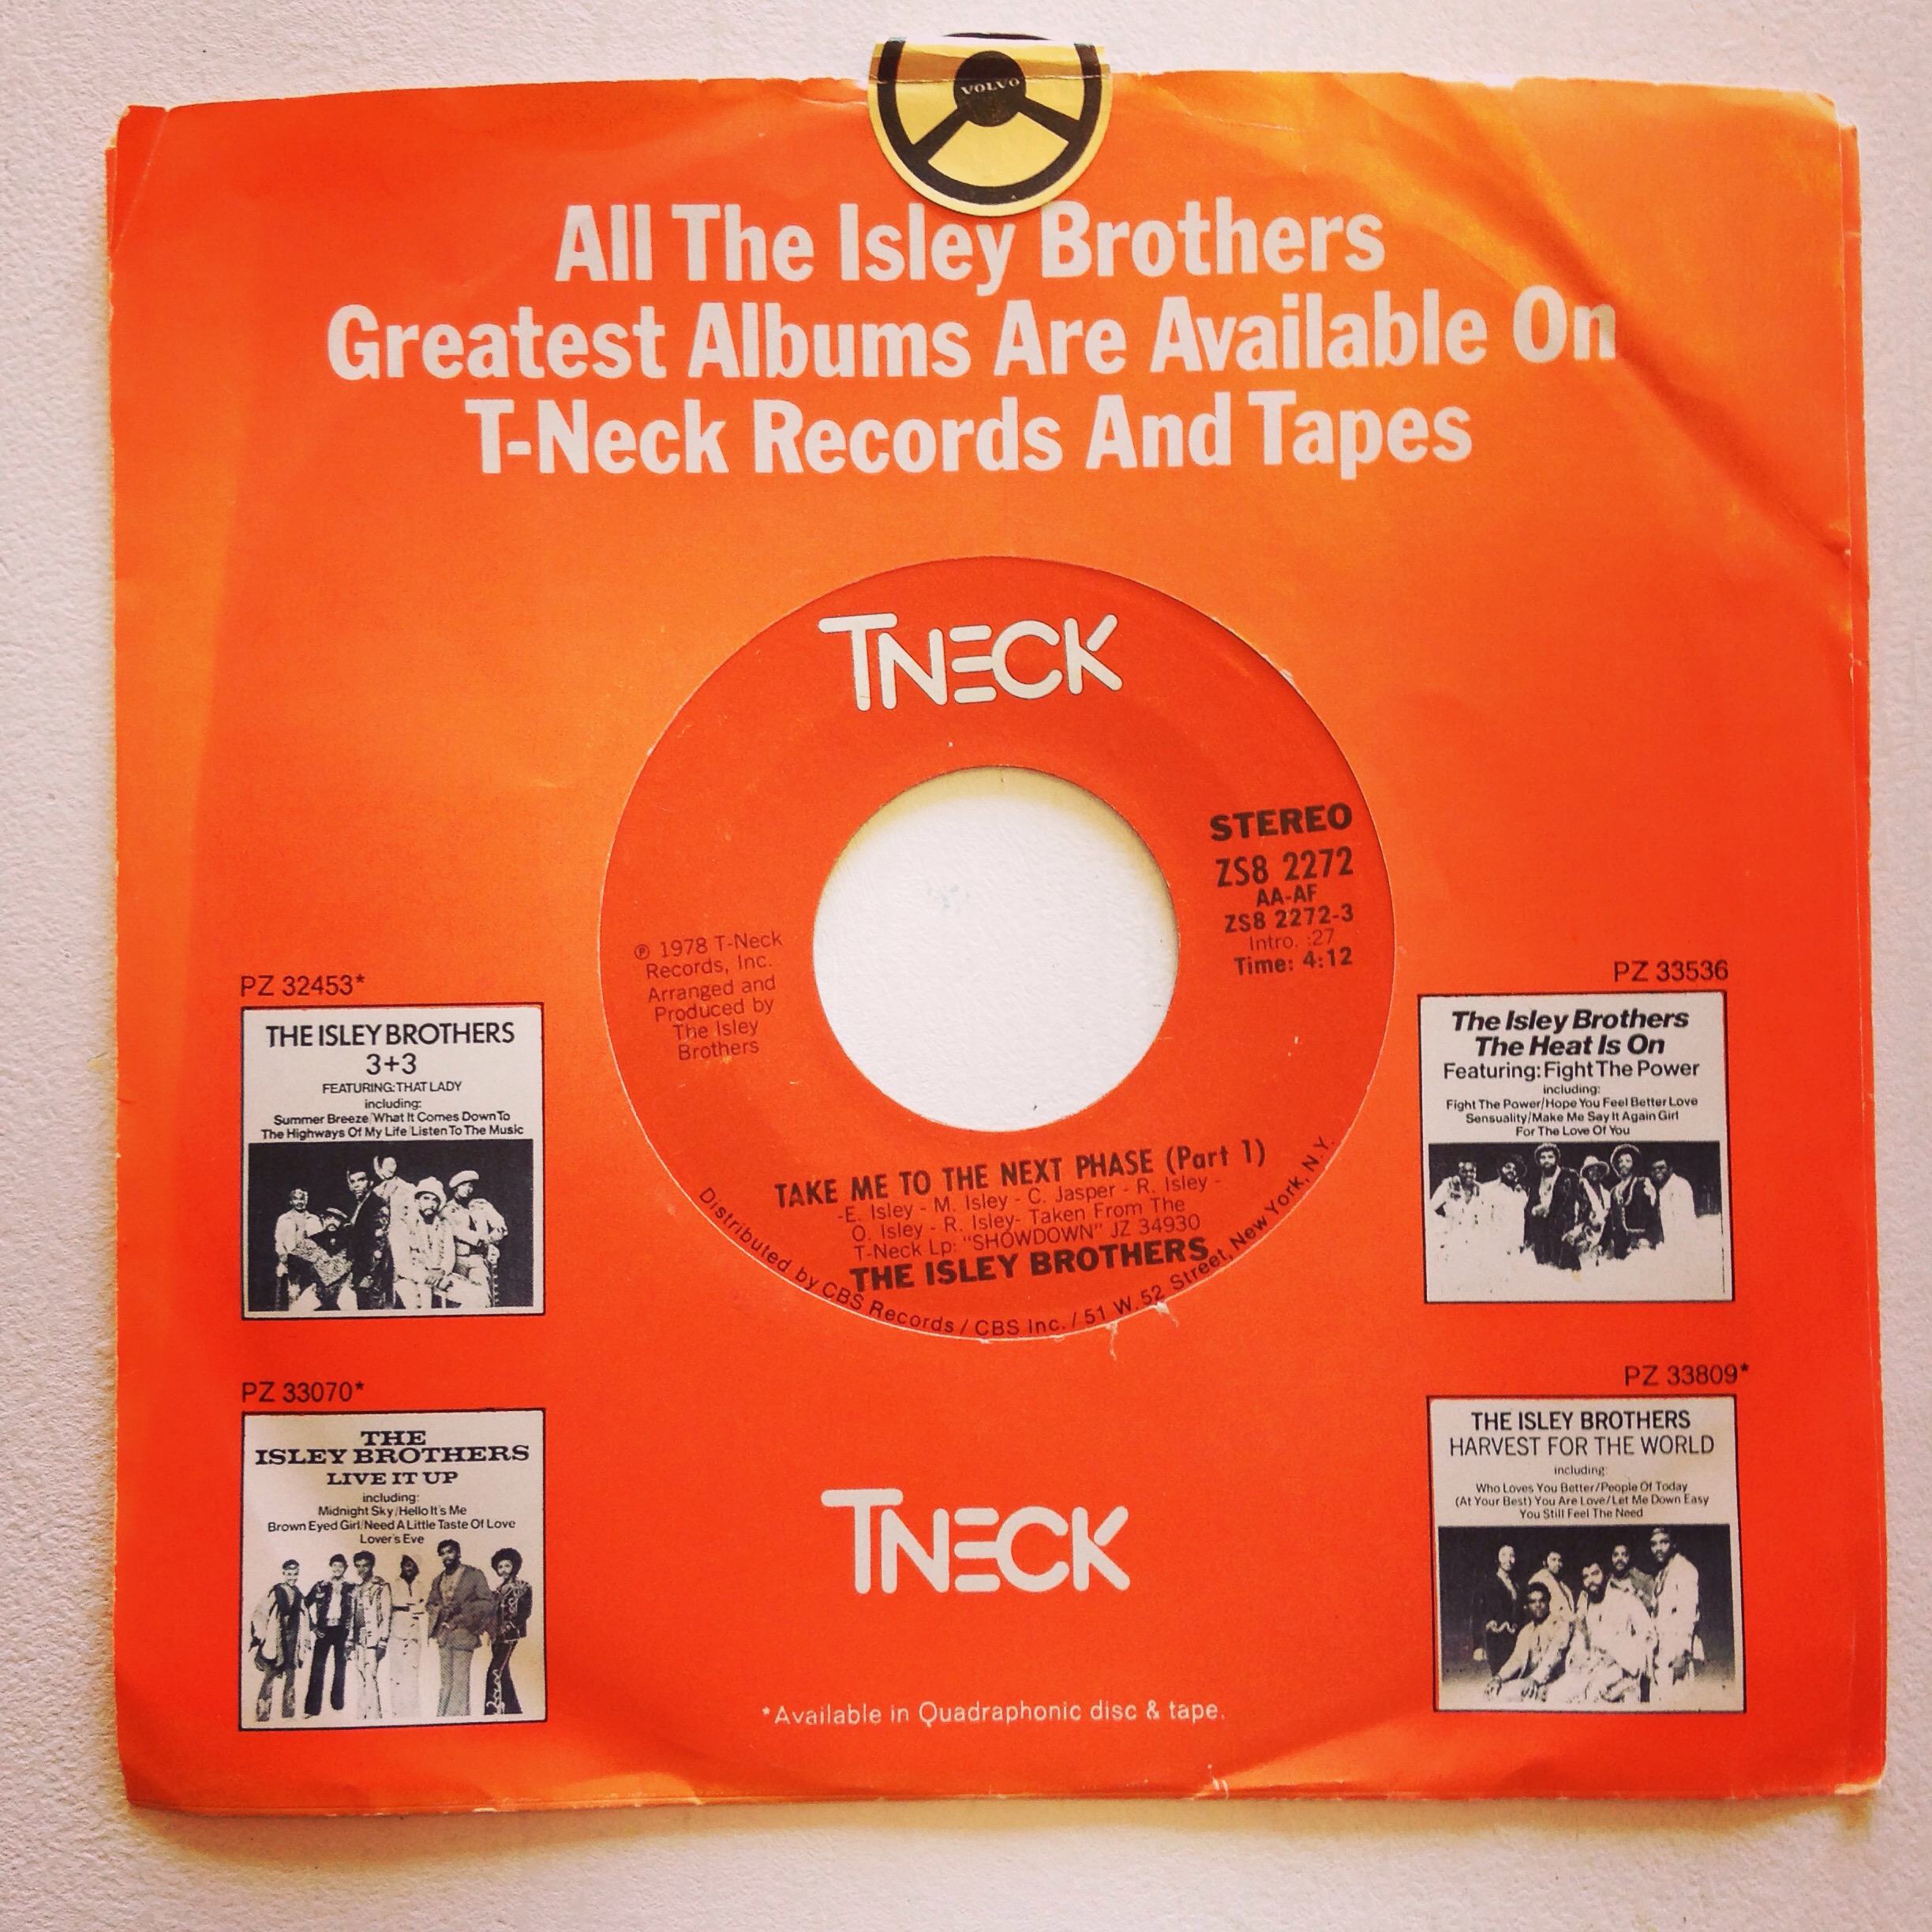 VOLVO
All The Isley Brothers
Greatest Albums Are Available On
T-Neck Records And Tapes
TNECK
STEREO
ZS8 2272
AA-AF
ZS8 2272-3
Intro. :27
Time: 4:12
℗ 1978 T-Neck
Records, Inc.
Arranged and
Produced by
The Isley
Brothers
TAKE ME TO THE NEXT PHASE (Part 1)
-E. Isley - M. Isley - C. Jasper - R. Isley -
O. Isley - R. Isley- Taken From The
T-Neck Lp: "SHOWDOWN" JZ 34930
THE ISLEY BROTHERS
Distributed by CBS Records / CBS Inc. / 51 W. 52 Street, New York, N.Y.
PZ 32453*
THE ISLEY BROTHERS
3+3
FEATURING: THAT LADY
including:
Summer Breeze/What It Comes Down To
The Highways Of My Life/Listen To The Music
PZ 33536
The Isley Brothers
The Heat Is On
Featuring: Fight The Power
including:
Fight The Power/Hope You Feel Better Love
Sensuality/Make Me Say It Again Girl
For The Love Of You
PZ 33070*
THE
ISLEY BROTHERS
LIVE IT UP
including:
Midnight Sky/Hello It's Me
Brown Eyed Girl/Need A Little Taste Of Love
Lover's Eve
PZ 33809*
THE ISLEY BROTHERS
HARVEST FOR THE WORLD
including:
Who Loves You Better/People Of Today
(At Your Best) You Are Love/Let Me Down Easy
You Still Feel The Need
TNECK
*Available in Quadraphonic disc & tape.